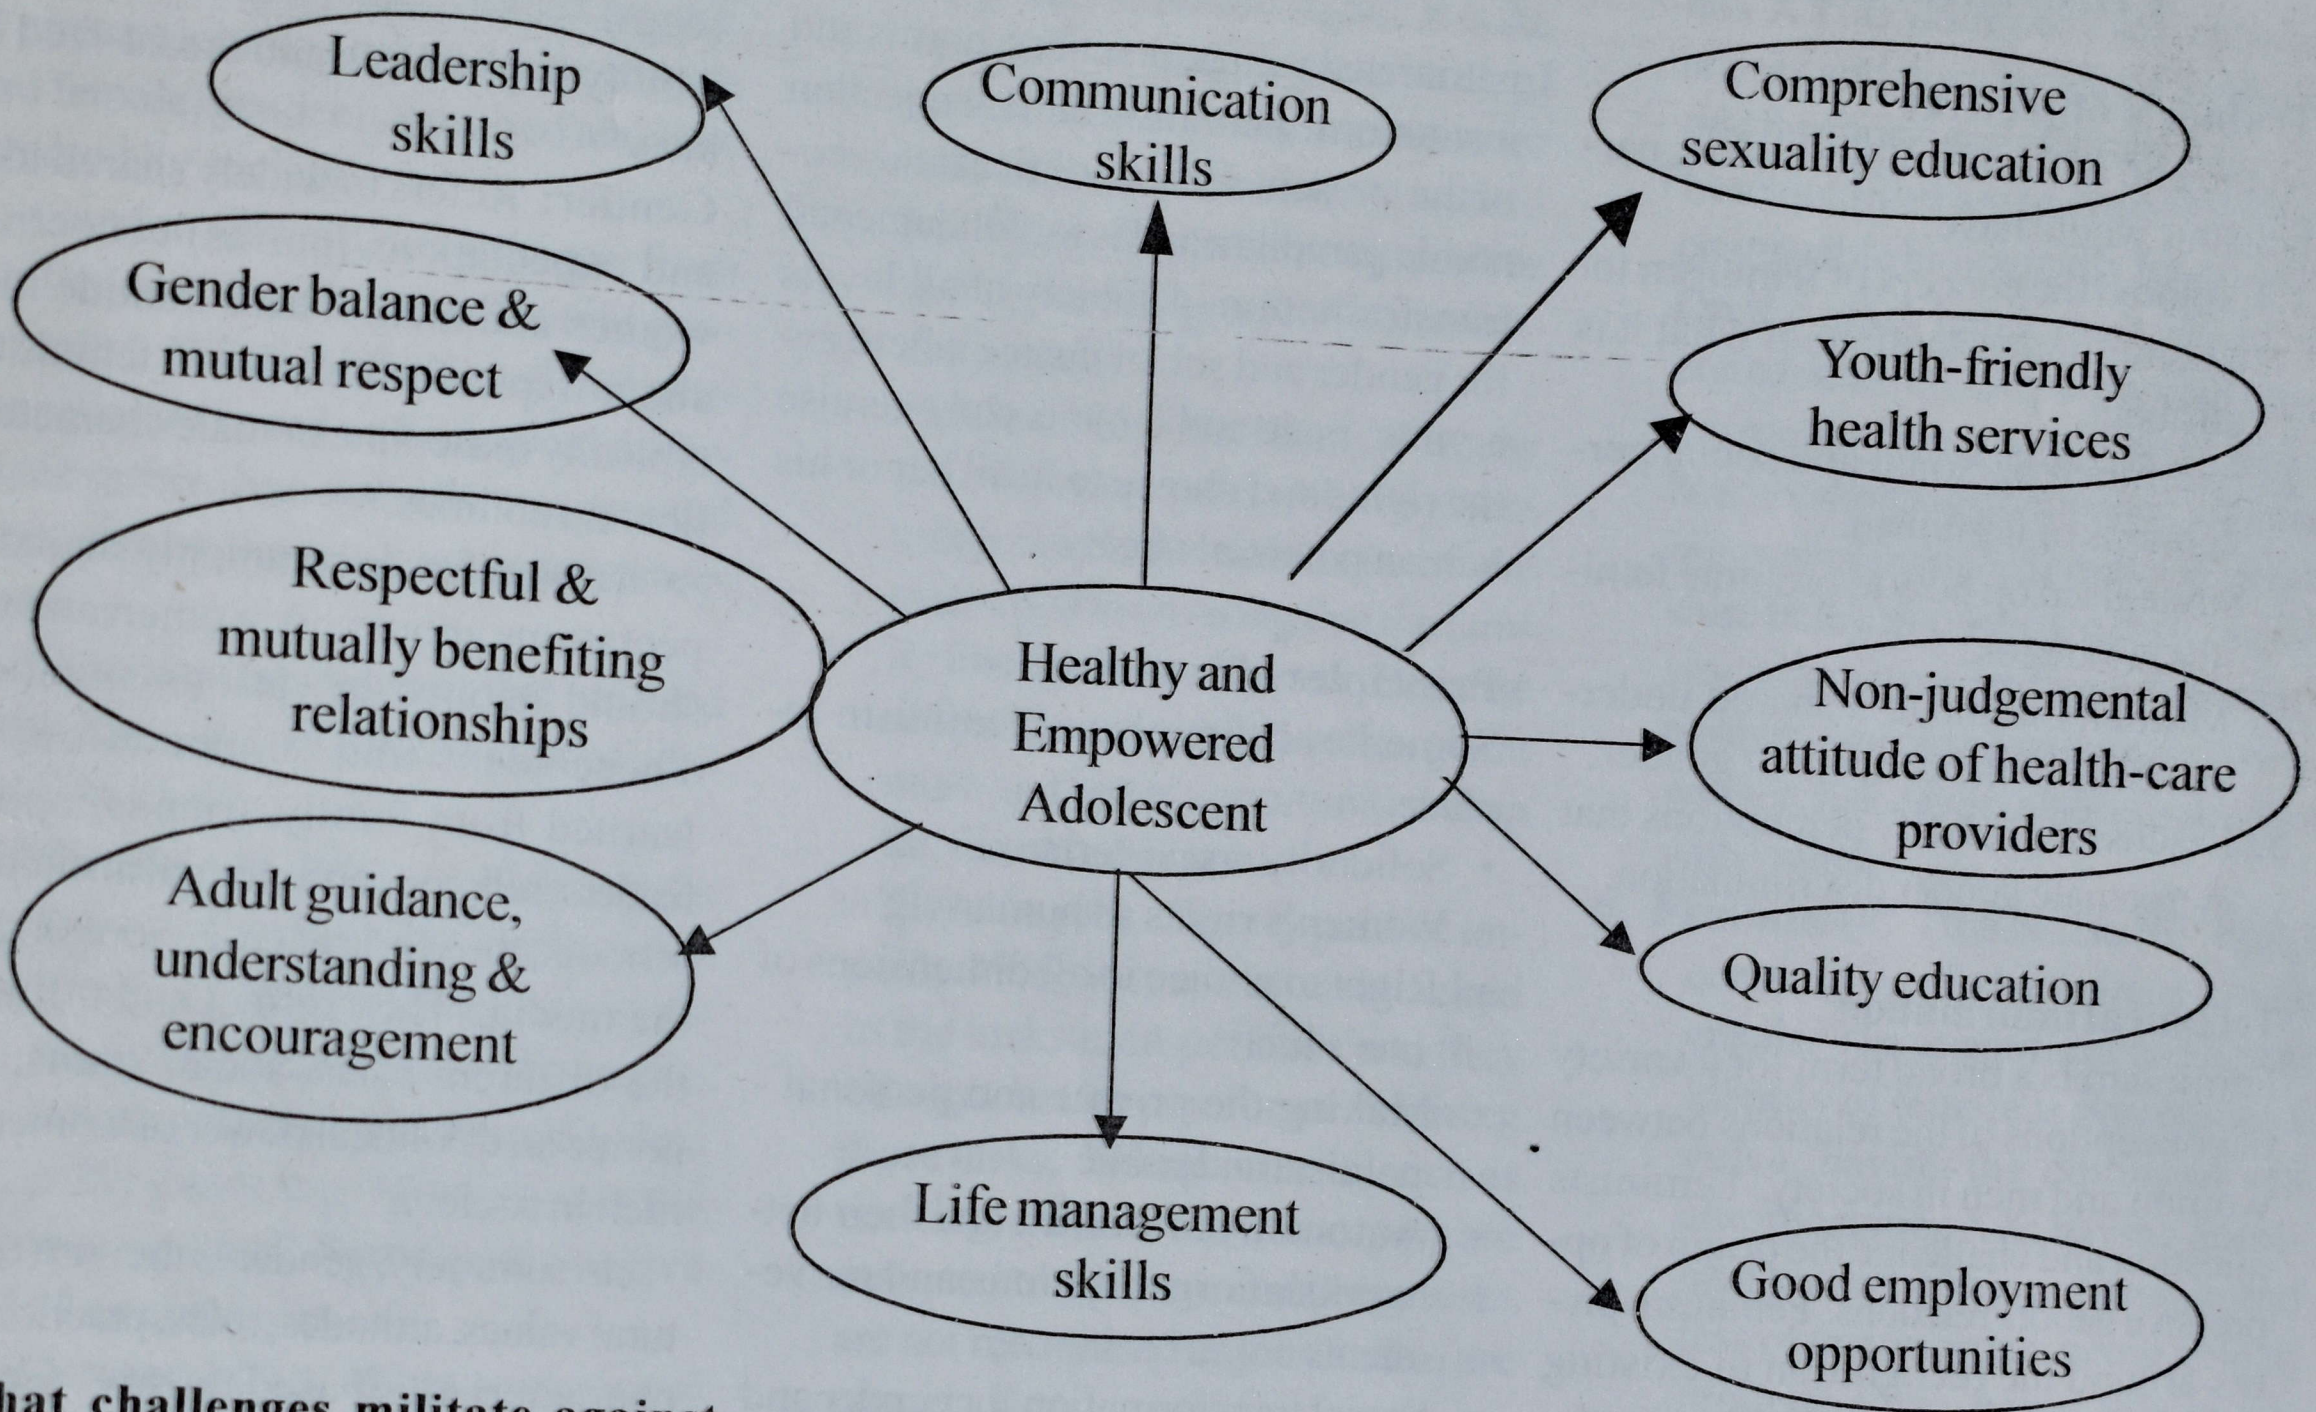 Leadership
skills
Communication
skills
Comprehensive
sexuality education
Gender balance &
mutual respect
Youth-friendly
health services
Respectful &
mutually benefiting
relationships
Healthy and
Empowered
Adolescent
Non-judgemental
attitude of health-care
providers
Adult guidance,
understanding &
encouragement
Quality education
Life management
skills
Good employment
opportunities
challenges militate against